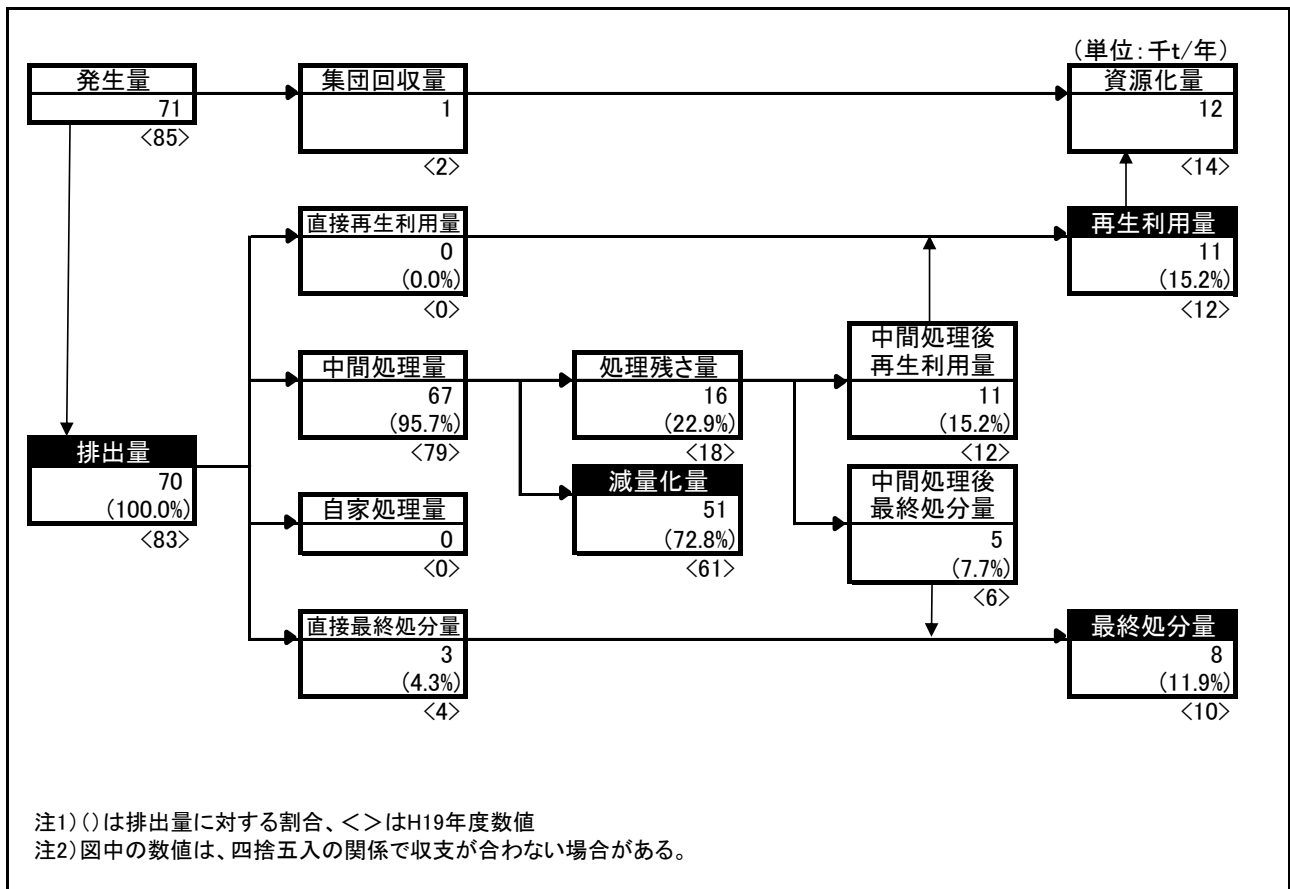 (単位:千t/年)
発生量
71
<85>
集団回収量
1
<2>
資源化量
12
<14>
直接再生利用量
0
(0.0%)
<0>
再生利用量
11
(15.2%)
<12>
中間処理量
67
(95.7%)
<79>
処理残さ量
16
(22.9%)
<18>
中間処理後
再生利用量
11
(15.2%)
<12>
排出量
70
(100.0%)
<83>
減量化量
51
(72.8%)
<61>
中間処理後
最終処分量
5
(7.7%)
<6>
自家処理量
0
<0>
直接最終処分量
3
(4.3%)
<4>
最終処分量
8
(11.9%)
<10>
注1)()は排出量に対する割合、<>はH19年度数値
注2)図中の数値は、四捨五入の関係で収支が合わない場合がある。